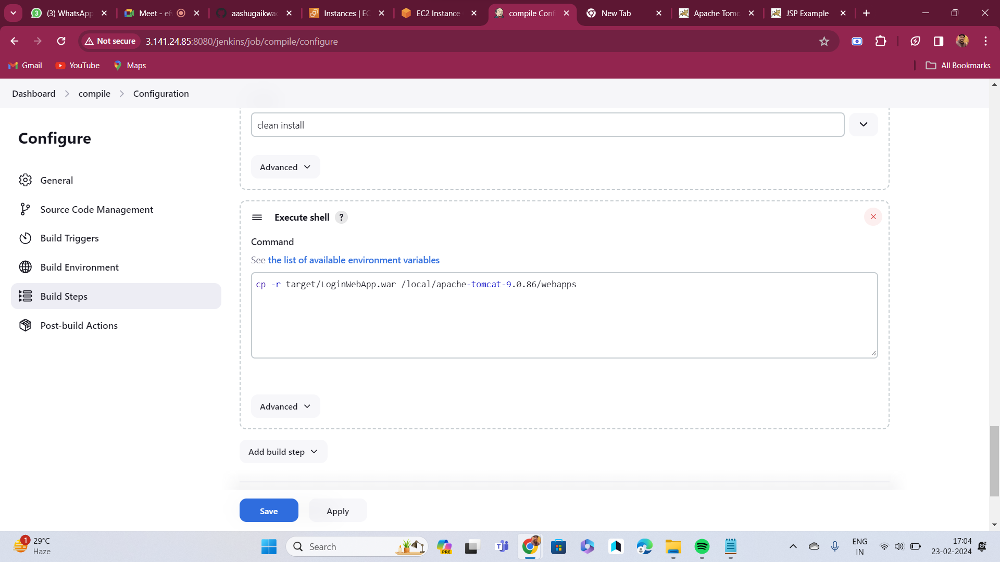 3 (3) WhatsApp
Meet - ef
aashugaikwa
Instances | EC
EC2 Instance
compile Conf
New Tab
Apache Tomc
JSP Example
Not secure
3.141.24.85:8080/jenkins/job/compile/configure
Gmail
YouTube
Maps
All Bookmarks
Dashboard
compile
Configuration
Configure
General
Source Code Management
Build Triggers
Build Environment
Build Steps
Post-build Actions
clean install
Advanced
Execute shell ?
Command
See the list of available environment variables
cp -r target/LoginWebApp.war /local/apache-tomcat-9.0.86/webapps
Advanced
Add build step
Save
Apply
1
29°C
Haze
Search
PRE
ENG
IN
17:04
23-02-2024